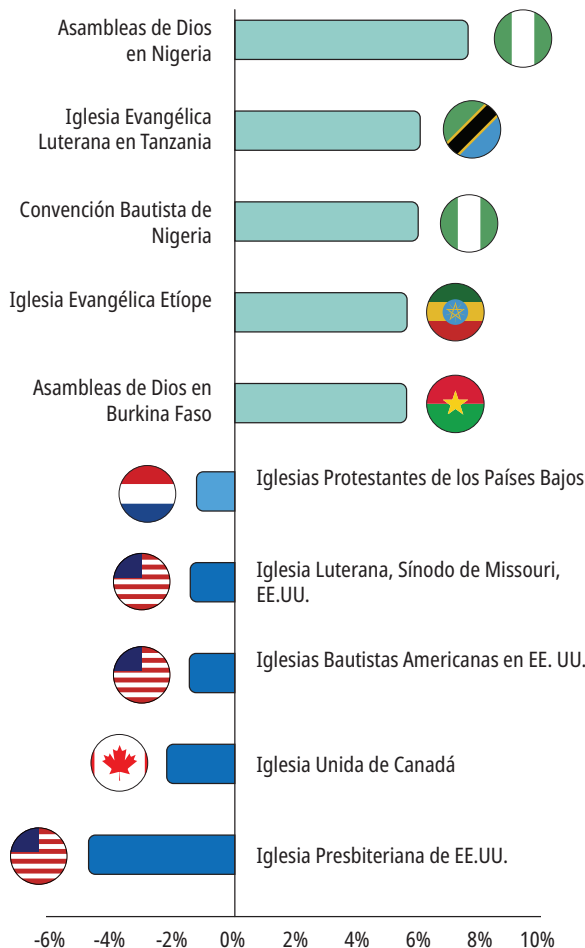 Asambleas de Dios
en Nigeria
Iglesia Evangélica
Luterana en Tanzania
Convención Bautista de
Nigeria
Iglesia Evangélica Etíope
Asambleas de Dios en
Burkina Faso
Iglesias Protestantes de los Países Bajos
Iglesia Luterana, Sínodo de Missouri,
EE.UU.
Iglesias Bautistas Americanas en EE. UU.
Iglesia Unida de Canadá
Iglesia Presbiteriana de EE.UU.
-6% -4% -2% 0% 2% 4% 6% 8% 10%